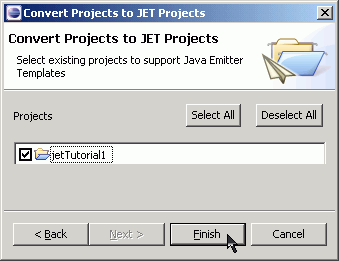 Convert Projects to JET Projects
Convert Projects to JET Projects
Select existing projects to support Java Emitter
Templates
Projects
Select All
Deselect All
jetTutorial1
< Back
Next >
Finish
Cancel